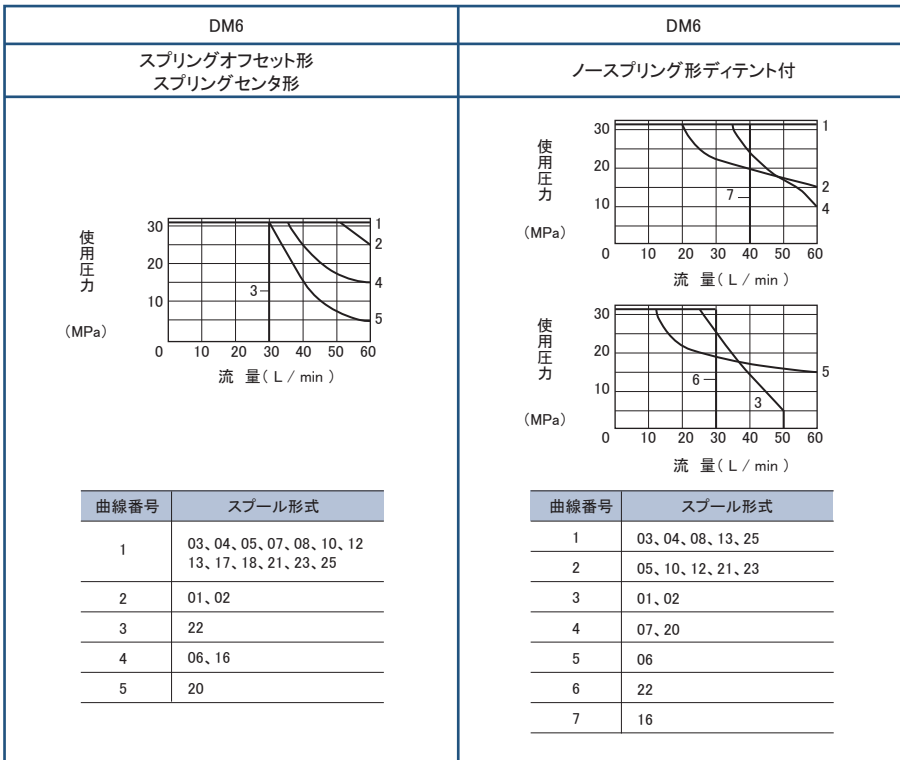 DM6
スプリングオフセット形
スプリングセンタ形
使用圧力
(MPa)
30
20
10
0 10 20 30 40 50 60
1
2
3
4
5
流 量( L / min )
曲線番号 スプール形式
1 03、04、05、07、08、10、12
13、17、18、21、23、25
2 01、02
3 22
4 06、16
5 20
DM6
ノースプリング形ディテント付
使用圧力
(MPa)
30
20
10
0 10 20 30 40 50 60
1
2
7
4
流 量( L / min )
使用圧力
(MPa)
30
20
10
0 10 20 30 40 50 60
5
6
3
流 量( L / min )
曲線番号 スプール形式
1 03、04、08、13、25
2 05、10、12、21、23
3 01、02
4 07、20
5 06
6 22
7 16